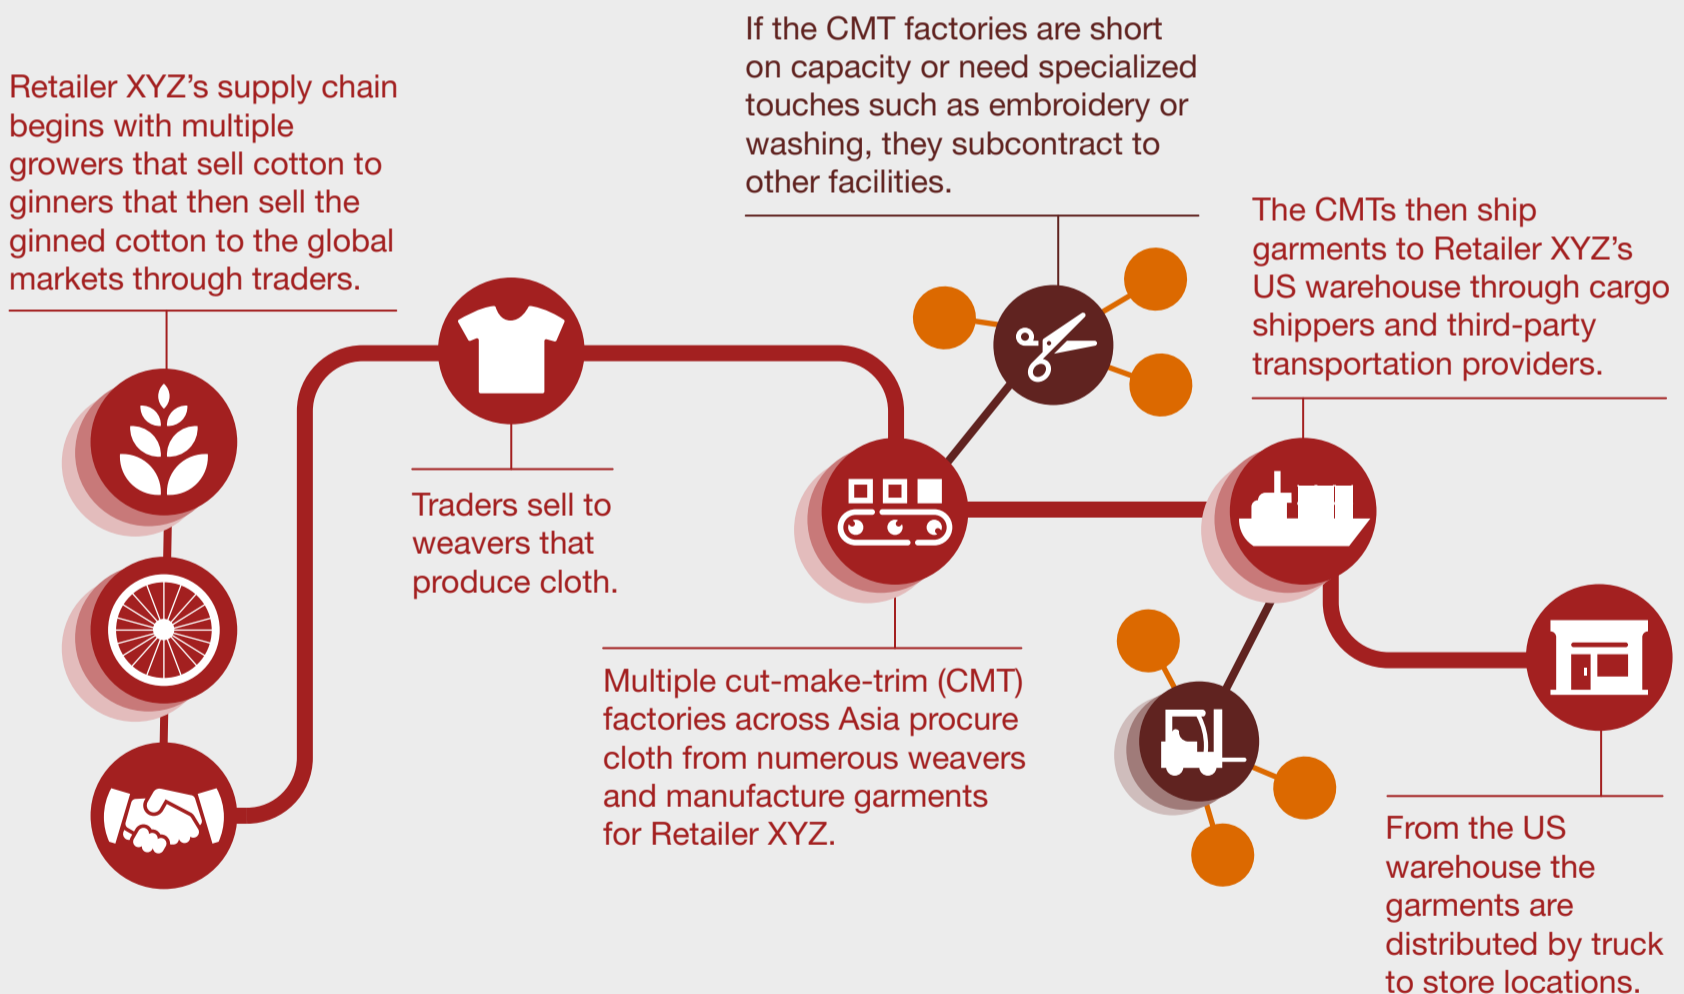 Retailer XYZ’s supply chain
begins with multiple
growers that sell cotton to
ginners that then sell the
ginned cotton to the global
markets through traders.
Traders sell to
weavers that
produce cloth.
If the CMT factories are short
on capacity or need specialized
touches such as embroidery or
washing, they subcontract to
other facilities.
Multiple cut-make-trim (CMT)
factories across Asia procure
cloth from numerous weavers
and manufacture garments
for Retailer XYZ.
The CMTs then ship
garments to Retailer XYZ’s
US warehouse through cargo
shippers and third-party
transportation providers.
From the US
warehouse the
garments are
distributed by truck
to store locations.